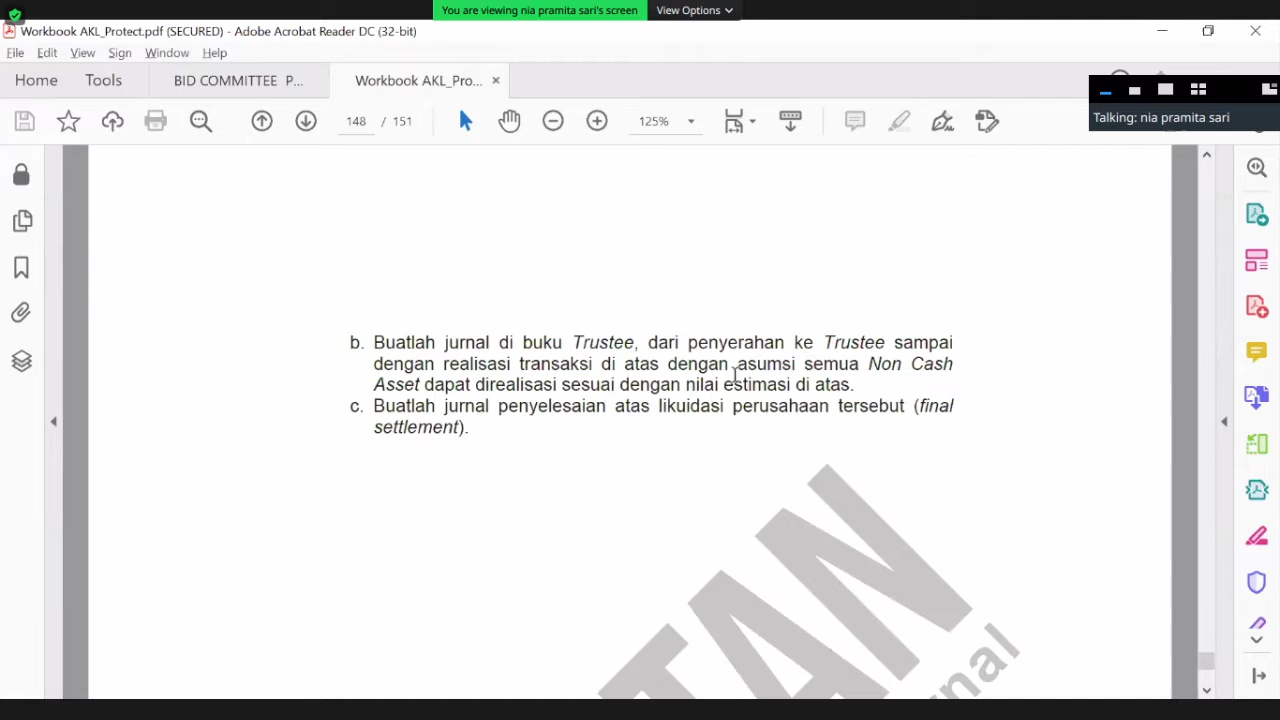 You are viewing nia pramita sari's screen View Options
Workbook AKL_Protect.pdf (SECURED) - Adobe Acrobat Reader DC (32-bit)
File Edit View Sign Window Help
Home Tools BID COMMITTEE P... Workbook AKL_Pro... ×
148 / 151 125%
Talking: nia pramita sari
b. Buatlah jurnal di buku Trustee, dari penyerahan ke Trustee sampai
dengan realisasi transaksi di atas dengan asumsi semua Non Cash
Asset dapat direalisasi sesuai dengan nilai estimasi di atas.
c. Buatlah jurnal penyelesaian atas likuidasi perusahaan tersebut (final
settlement).